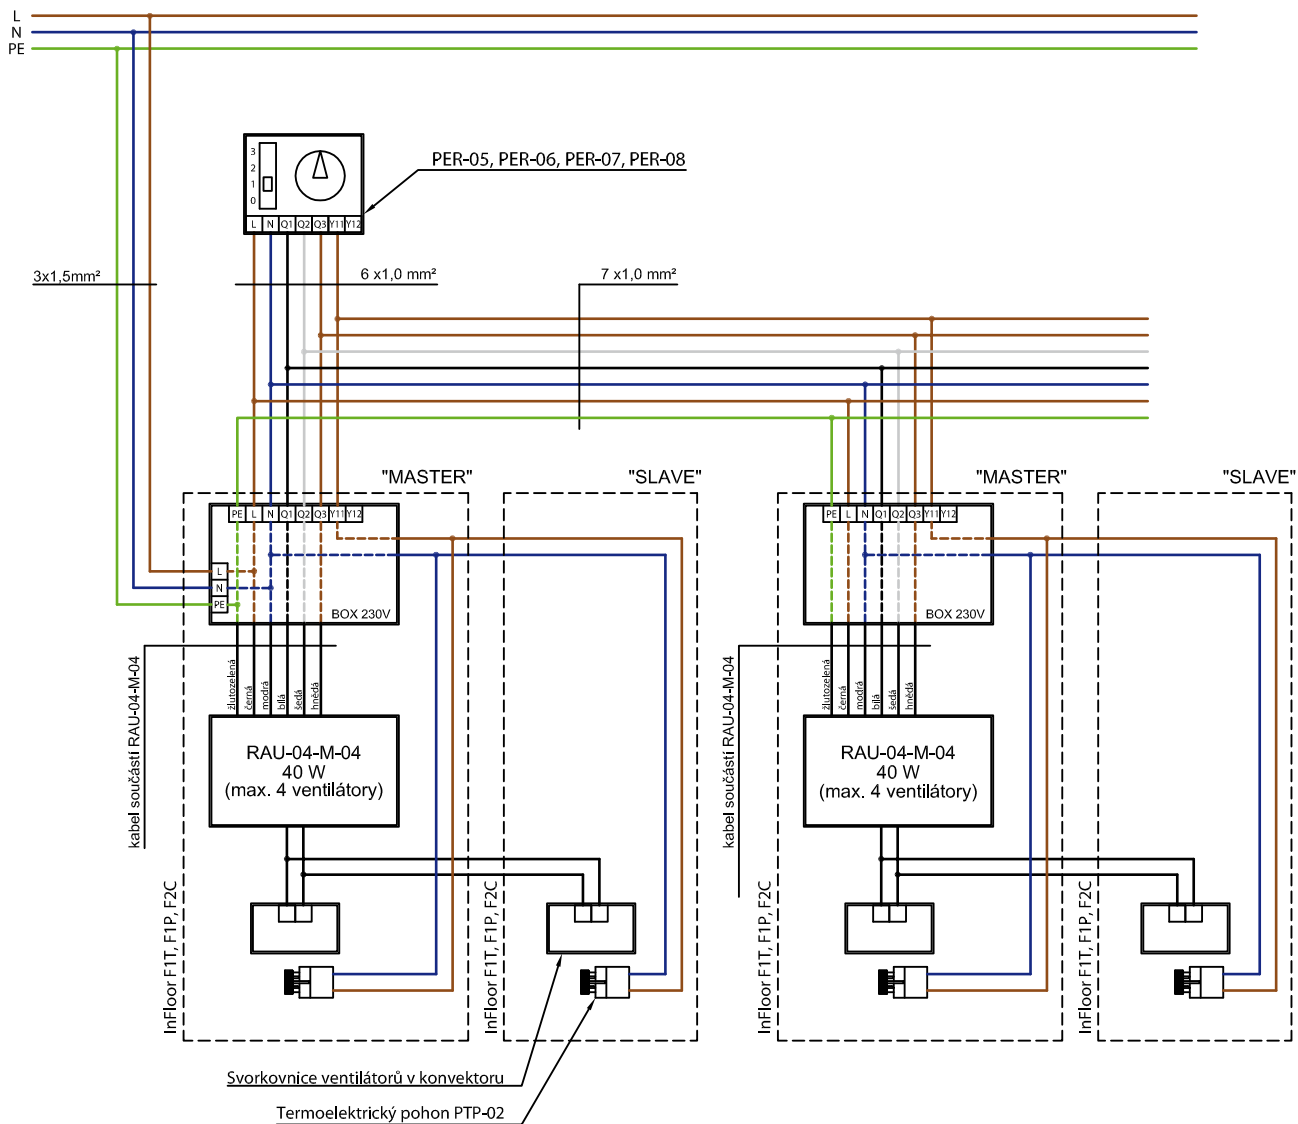 L
N
PE
3
2
1
0
L N Q1 Q2 Q3 Y11 Y12
PER-05, PER-06, PER-07, PER-08
3x1,5mm²
6 x1,0 mm²
7 x1,0 mm²
"MASTER"
"SLAVE"
"MASTER"
"SLAVE"
PE L N Q1 Q2 Q3 Y11 Y12
L
N
PE
BOX 230V
PE L N Q1 Q2 Q3 Y11 Y12
BOX 230V
kabel součástí RAU-04-M-04
žlutozelená
černá
modrá
bílá
šedá
hnědá
kabel součástí RAU-04-M-04
žlutozelená
černá
modrá
bílá
šedá
hnědá
RAU-04-M-04
40 W
(max. 4 ventilátory)
RAU-04-M-04
40 W
(max. 4 ventilátory)
InFloor F1T, F1P, F2C
InFloor F1T, F1P, F2C
InFloor F1T, F1P, F2C
InFloor F1T, F1P, F2C
Svorkovnice ventilátorů v konvektoru
Termoelektrický pohon PTP-02